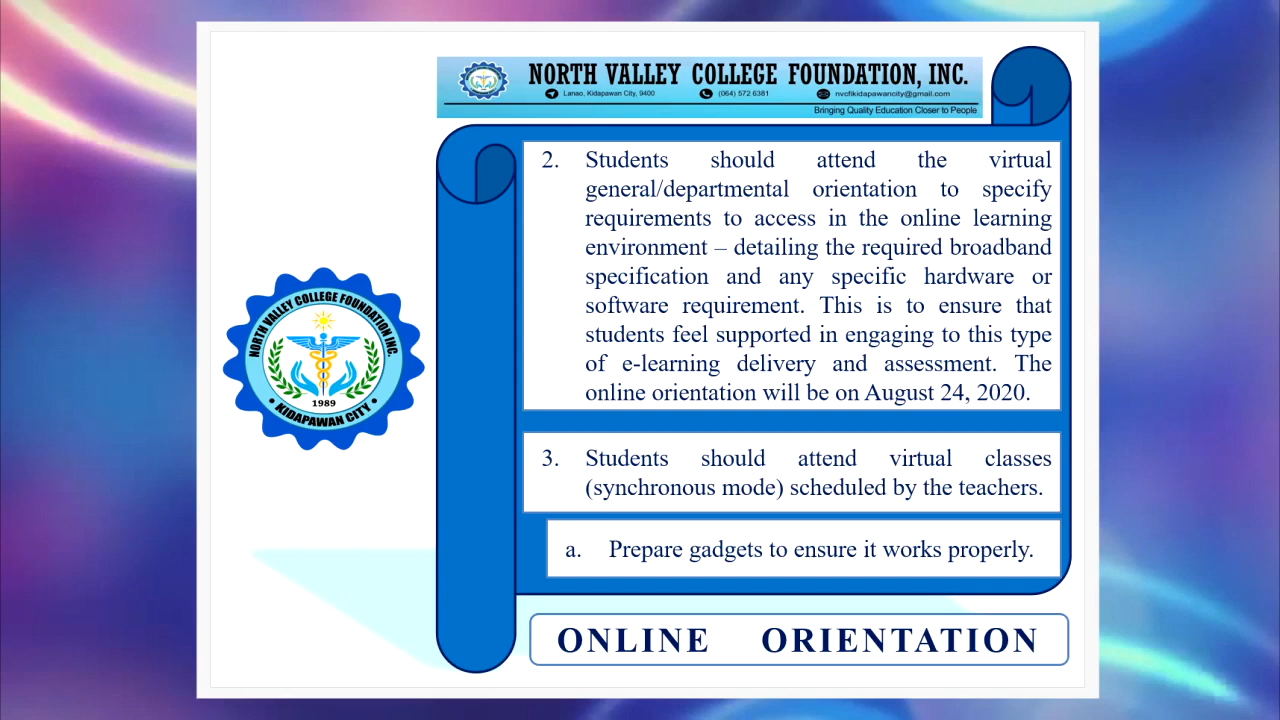 NORTH VALLEY COLLEGE FOUNDATION, INC.
Lanao, Kidapawan City, 9400 (064) 572 6381 nvcfikidapawancity@gmail.com
Bringing Quality Education Closer to People
2. Students should attend the virtual
general/departmental orientation to specify
requirements to access in the online learning
environment – detailing the required broadband
specification and any specific hardware or
software requirement. This is to ensure that
students feel supported in engaging to this type
of e-learning delivery and assessment. The
online orientation will be on August 24, 2020.
NORTH VALLEY COLLEGE FOUNDATION INC.
1989
• KIDAPAWAN CITY •
3. Students should attend virtual classes
(synchronous mode) scheduled by the teachers.
a. Prepare gadgets to ensure it works properly.
ONLINE ORIENTATION